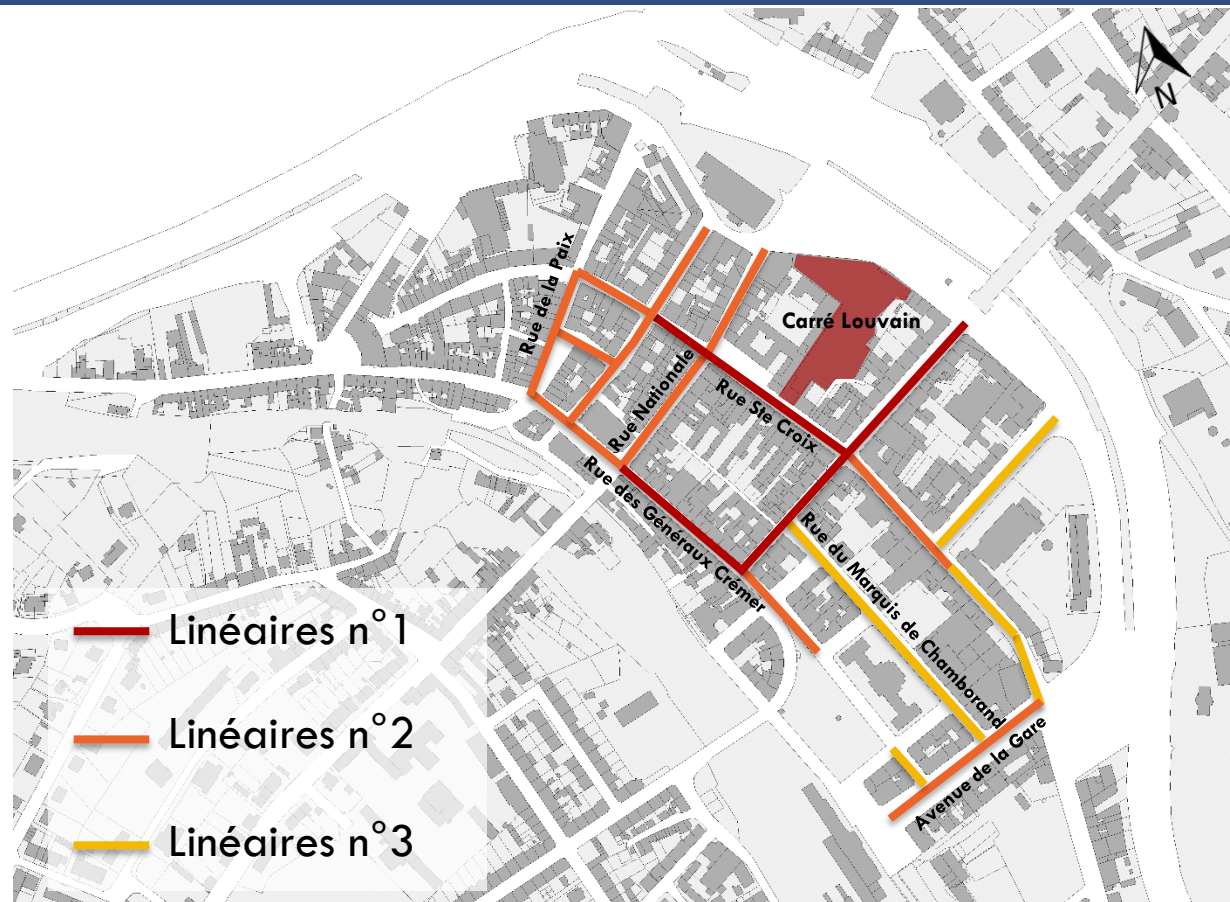 N
Rue de la Paix
Carré Louvain
Rue Nationale
Rue Ste Croix
Rue des Généraux Crémer
Rue du Marquis de Chamborand
Avenue de la Gare
Linéaires n°1
Linéaires n°2
Linéaires n°3